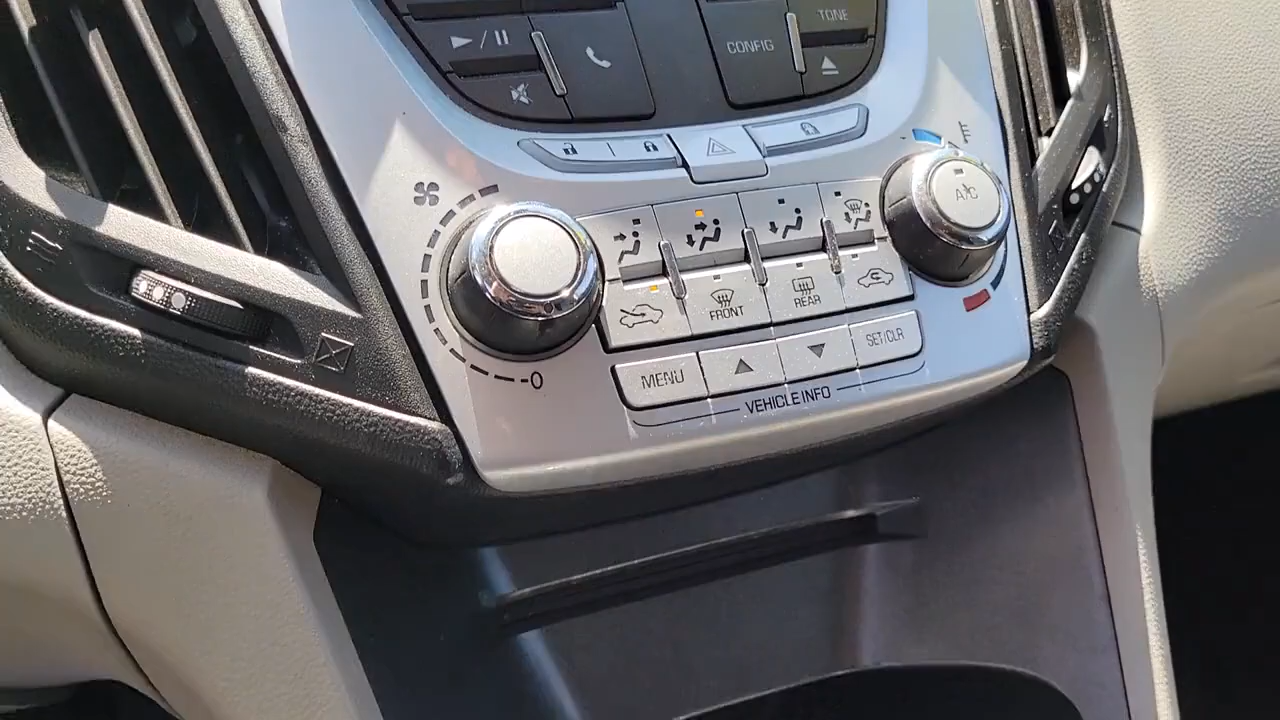 TONE
CONFIG
A/C
FRONT
REAR
MENU
SET/CLR
0
VEHICLE INFO